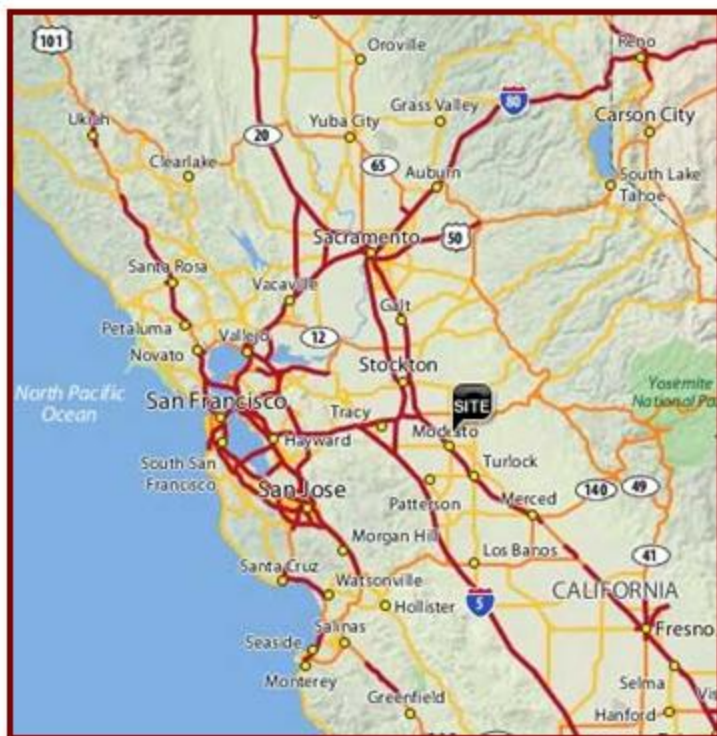 101
Oroville
Reno
80
Grass Valley
Ukiah
20
Yuba City
Carson City
Clearlake
65
Auburn
South Lake
Tahoe
Sacramento
50
Santa Rosa
Vacaville
Galt
Petaluma
Vallejo
12
Novato
Stockton
North Pacific
Ocean
San Francisco
SITE
Yosemite
National Pa
Tracy
Hayward
Modesto
South San
Francisco
Turlock
San Jose
Patterson
Merced
140
49
Morgan Hill
Los Banos
41
Santa Cruz
Watsonville
CALIFORNIA
Hollister
5
Salinas
Fresno
Seaside
Monterey
Selma
Greenfield
Hanford